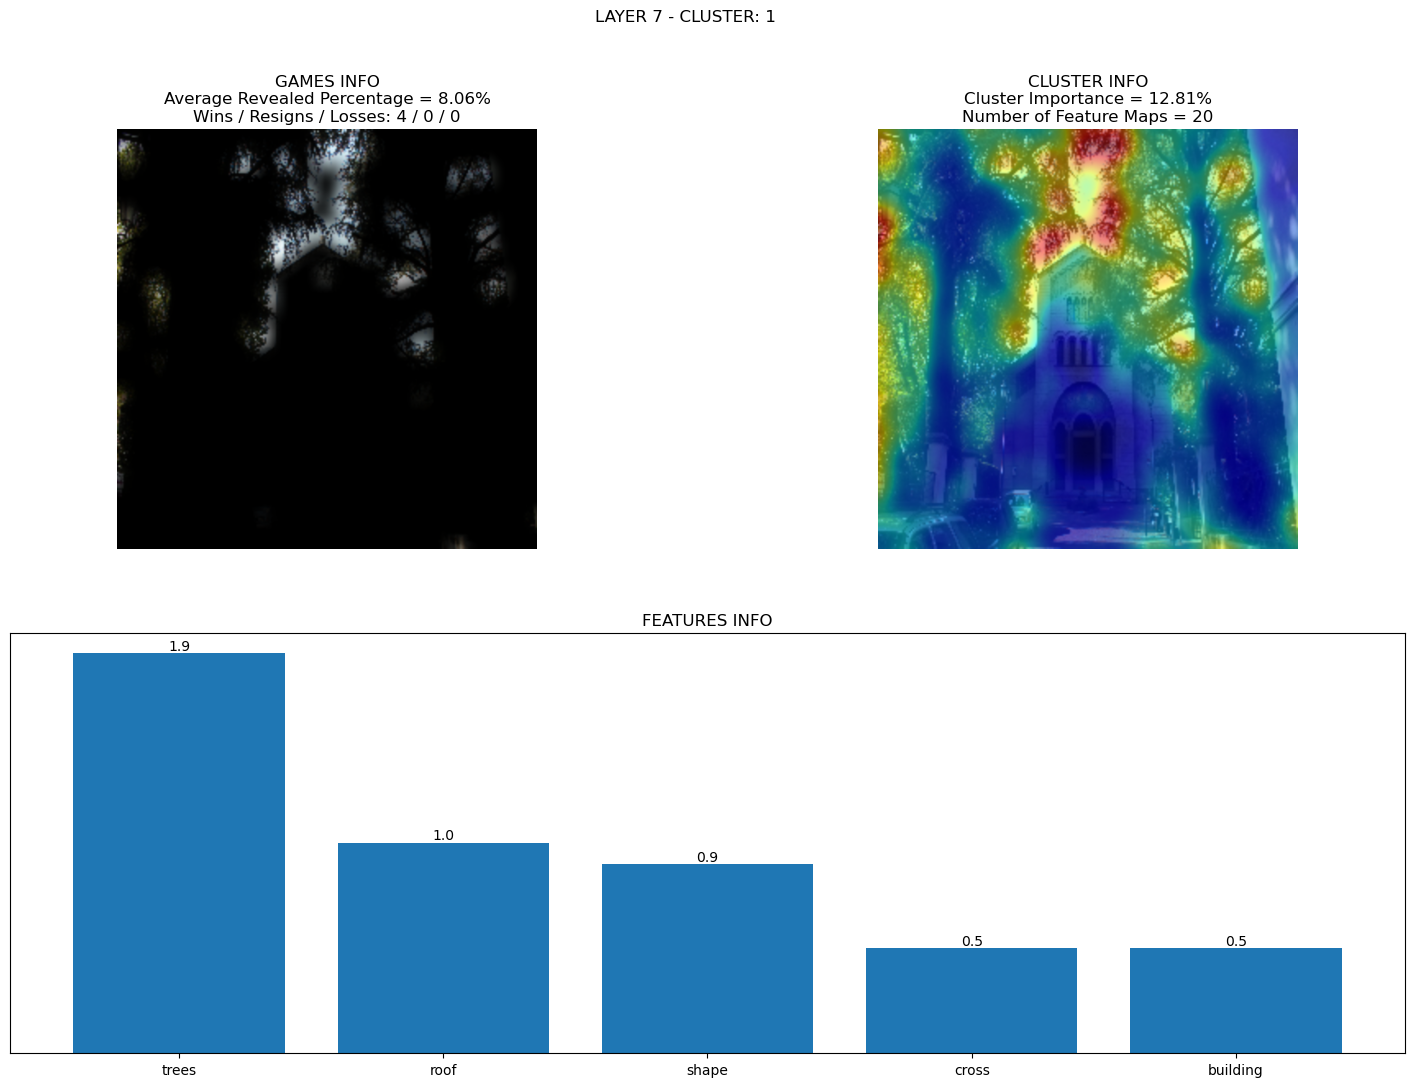 LAYER 7 - CLUSTER: 1
GAMES INFO
Average Revealed Percentage = 8.06%
Wins / Resigns / Losses: 4 / 0 / 0
CLUSTER INFO
Cluster Importance = 12.81%
Number of Feature Maps = 20
FEATURES INFO
1.9
1.0
0.9
0.5
0.5
trees
roof
shape
cross
building